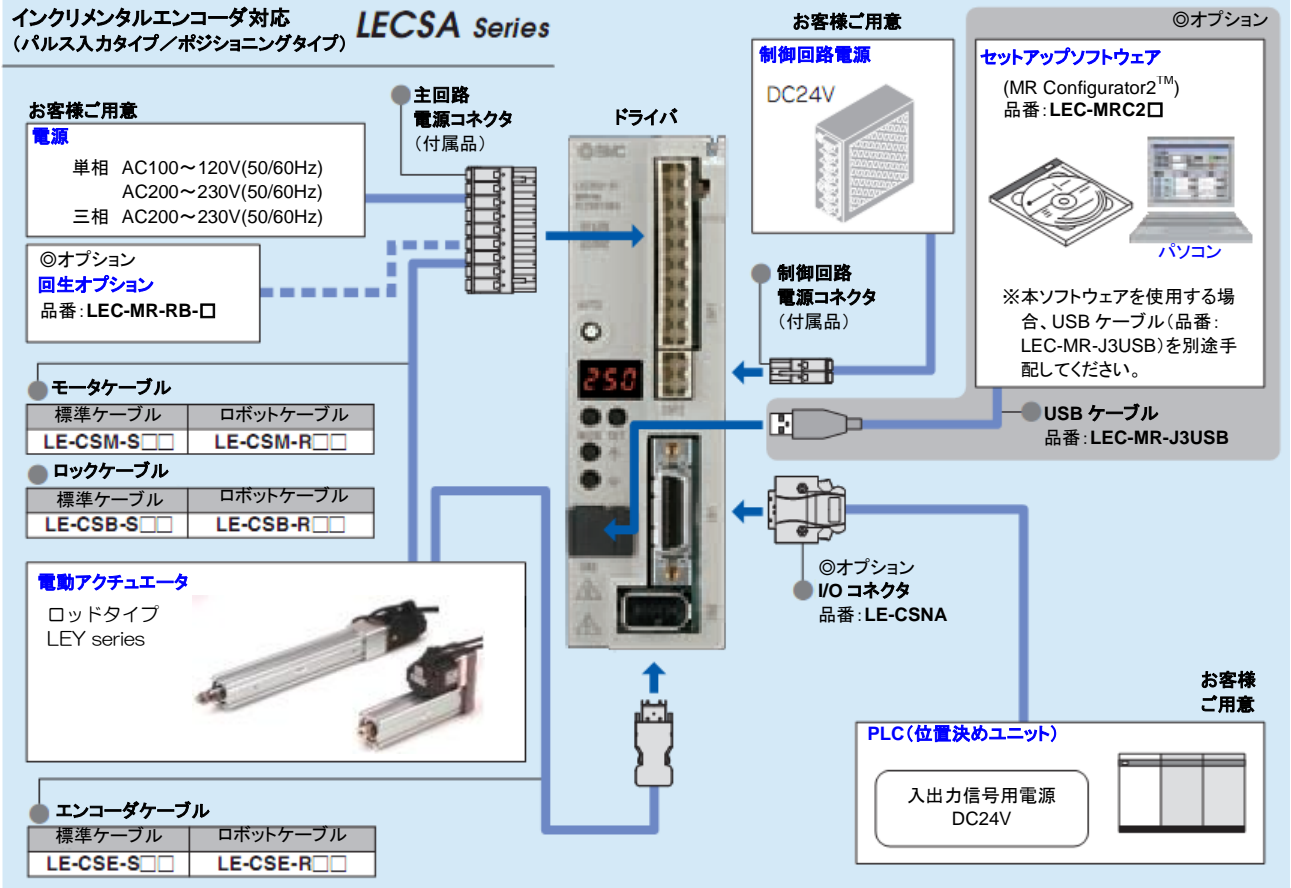 インクリメンタルエンコーダ対応
（パルス入力タイプ／ポジショニングタイプ）
LECSA Series
お客様ご用意
電源
単相 AC100～120V(50/60Hz)
AC200～230V(50/60Hz)
三相 AC200～230V(50/60Hz)
◎オプション
回生オプション
品番：LEC-MR-RB-□
主回路
電源コネクタ
（付属品）
ドライバ
SMC
250
お客様ご用意
制御回路電源
DC24V
制御回路
電源コネクタ
（付属品）
◎オプション
セットアップソフトウェア
(MR Configurator2™)
品番：LEC-MRC2□
パソコン
※本ソフトウェアを使用する場
合、USB ケーブル（品番：
LEC-MR-J3USB）を別途手
配してください。
USB ケーブル
品番：LEC-MR-J3USB
モータケーブル
標準ケーブル ロボットケーブル
LE-CSM-S□□ LE-CSM-R□□
ロックケーブル
標準ケーブル ロボットケーブル
LE-CSB-S□□ LE-CSB-R□□
電動アクチュエータ
ロッドタイプ
LEY series
◎オプション
I/O コネクタ
品番：LE-CSNA
エンコーダケーブル
標準ケーブル ロボットケーブル
LE-CSE-S□□ LE-CSE-R□□
お客様
ご用意
PLC（位置決めユニット）
入出力信号用電源
DC24V